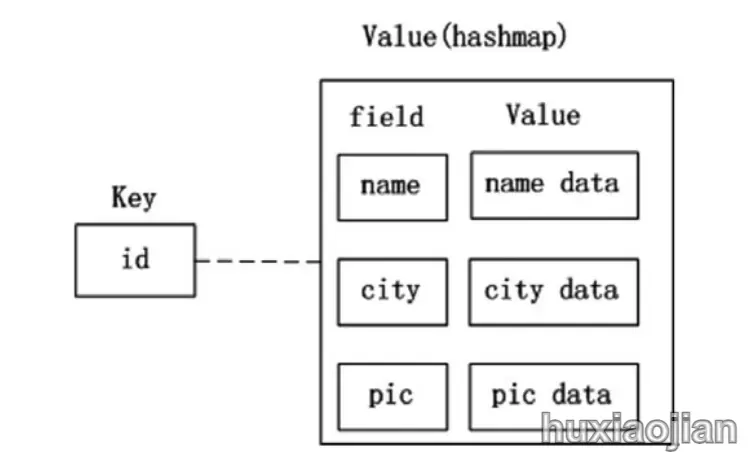 Value(hashmap)
field Value
name name data
Key
id
city city data
pic pic data
huxiaojian